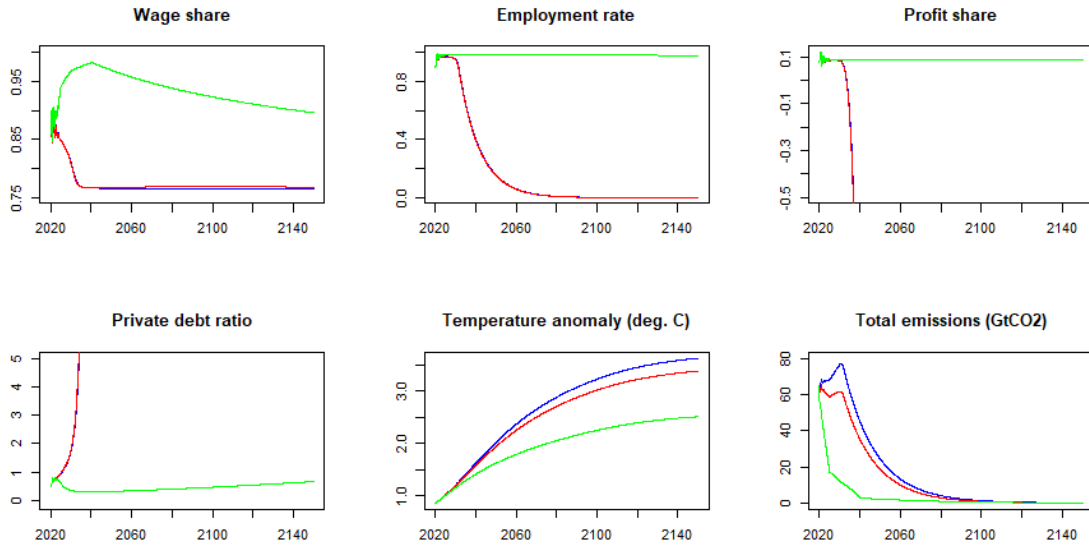 Wage share
Employment rate
Profit share
0.75 0.85 0.95
0.0 0.4 0.8
-0.5 -0.3 -0.1 0.1
2020 2060 2100 2140
2020 2060 2100 2140
2020 2060 2100 2140
Private debt ratio
Temperature anomaly (deg. C)
Total emissions (GtCO2)
0 1 2 3 4 5
1.0 2.0 3.0
0 20 40 60 80
2020 2060 2100 2140
2020 2060 2100 2140
2020 2060 2100 2140